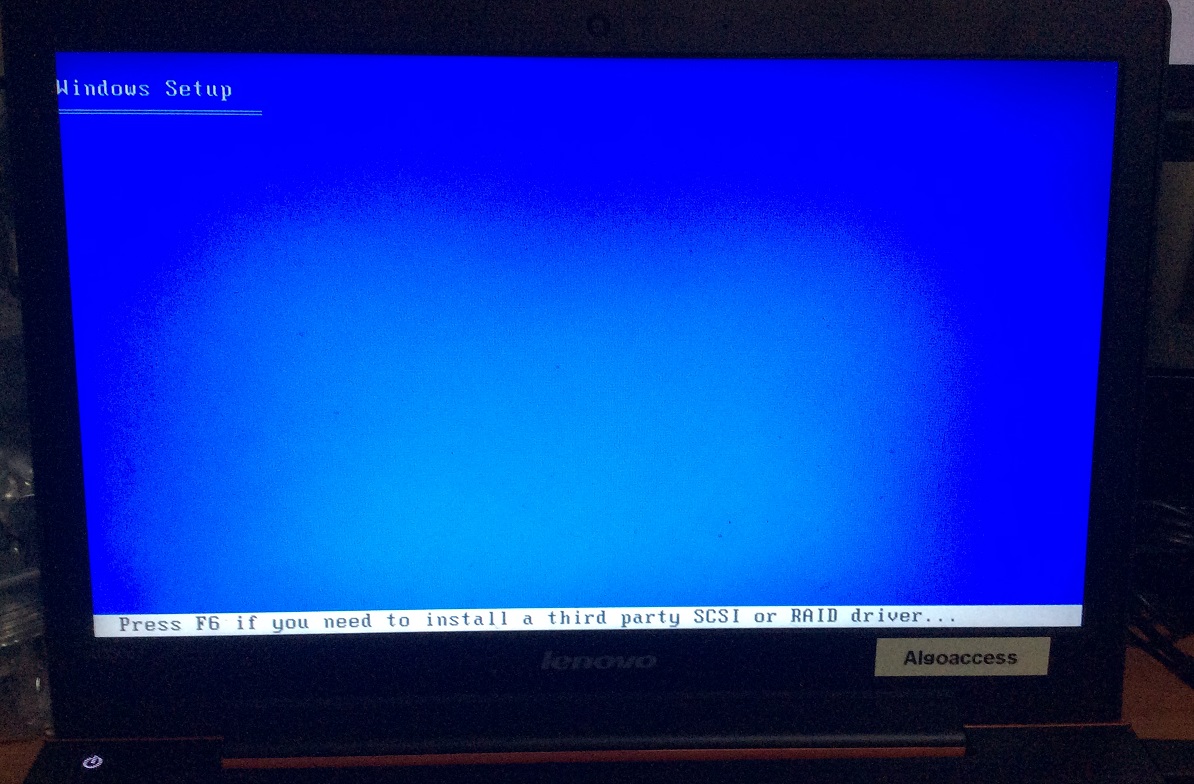 Windows Setup
Press F6 if you need to install a third party SCSI or RAID driver...
lenovo
Algoaccess